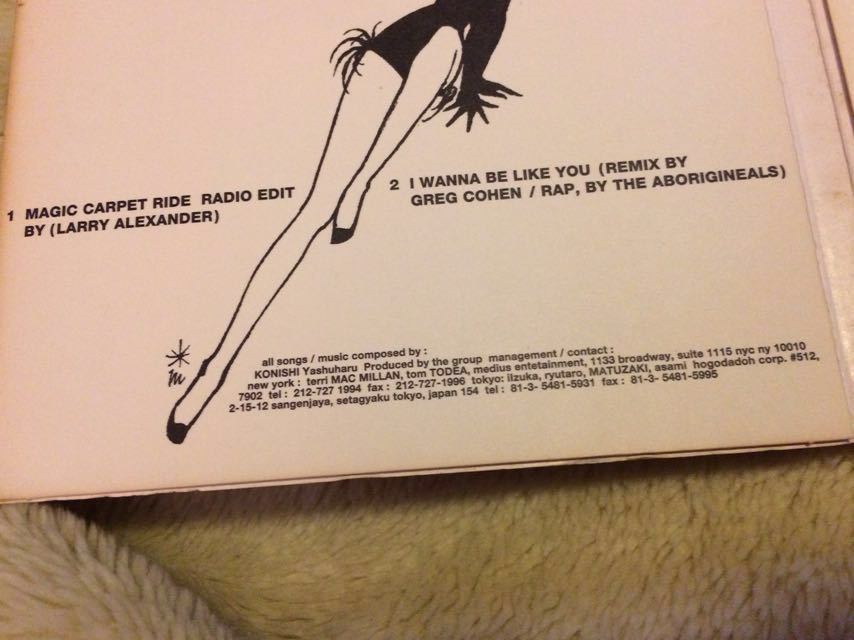 1 MAGIC CARPET RIDE RADIO EDIT
BY (LARRY ALEXANDER)
2 I WANNA BE LIKE YOU (REMIX BY
GREG COHEN / RAP, BY THE ABORIGINEALS)
all songs / music composed by :
KONISHI Yashuharu Produced by the group management / contact :
new york : terri MAC MILLAN, tom TODEA, medius entetainment, 1133 broadway, suite 1115 nyc ny 10010
7902 tel : 212-727 1994 fax : 212-727-1996 tokyo: iizuka, ryutaro, MATUZAKI, asami hogodadoh corp. #512,
2-15-12 sangenjaya, setagyaku tokyo, japan 154 tel : 81-3- 5481-5931 fax : 81-3- 5481-5995